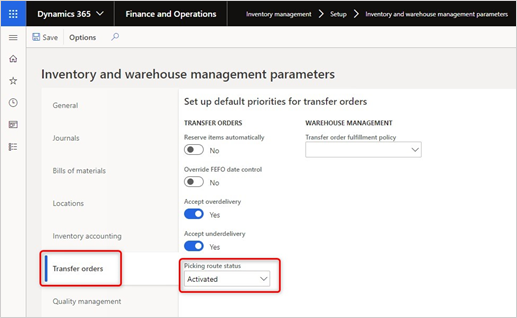 Dynamics 365
Finance and Operations
Inventory management > Setup > Inventory and warehouse management parameters
Save Options
Inventory and warehouse management parameters
General
Journals
Bills of materials
Locations
Inventory accounting
Transfer orders
Quality management
Set up default priorities for transfer orders
TRANSFER ORDERS
Reserve items automatically
No
Override FEFO date control
No
Accept overdelivery
Yes
Accept underdelivery
Yes
Picking route status
Activated
WAREHOUSE MANAGEMENT
Transfer order fulfillment policy